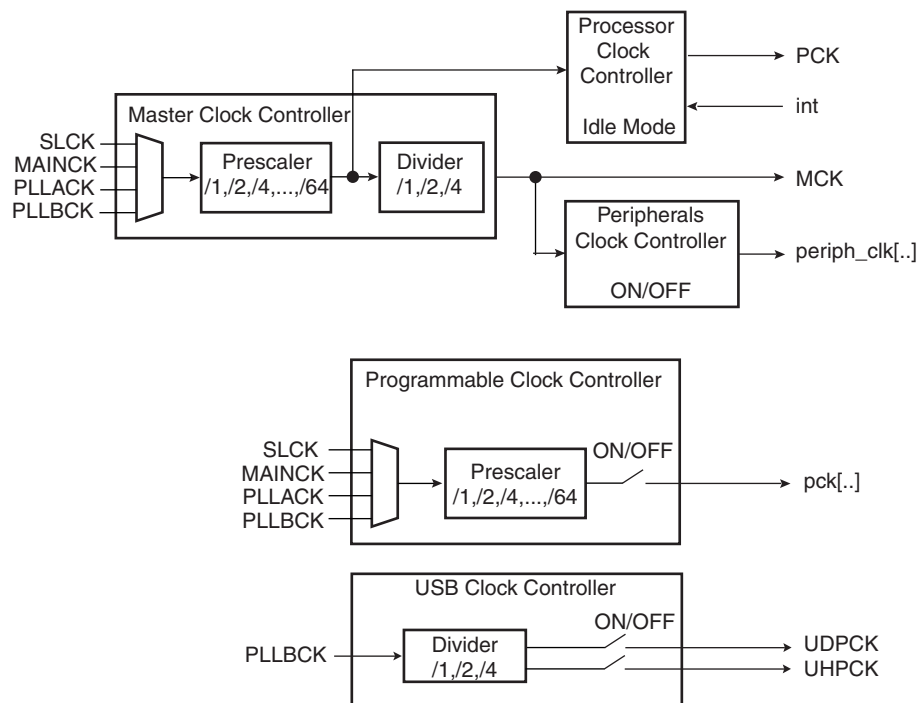 Processor
Clock
Controller
Idle Mode
PCK
int
Master Clock Controller
SLCK
MAINCK
PLLACK
PLLBCK
Prescaler
/1,/2,/4,...,/64
Divider
/1,/2,/4
MCK
Peripherals
Clock Controller
ON/OFF
periph_clk[..]
Programmable Clock Controller
SLCK
MAINCK
PLLACK
PLLBCK
Prescaler
/1,/2,/4,...,/64
ON/OFF
pck[..]
USB Clock Controller
PLLBCK
Divider
/1,/2,/4
ON/OFF
UDPCK
UHPCK